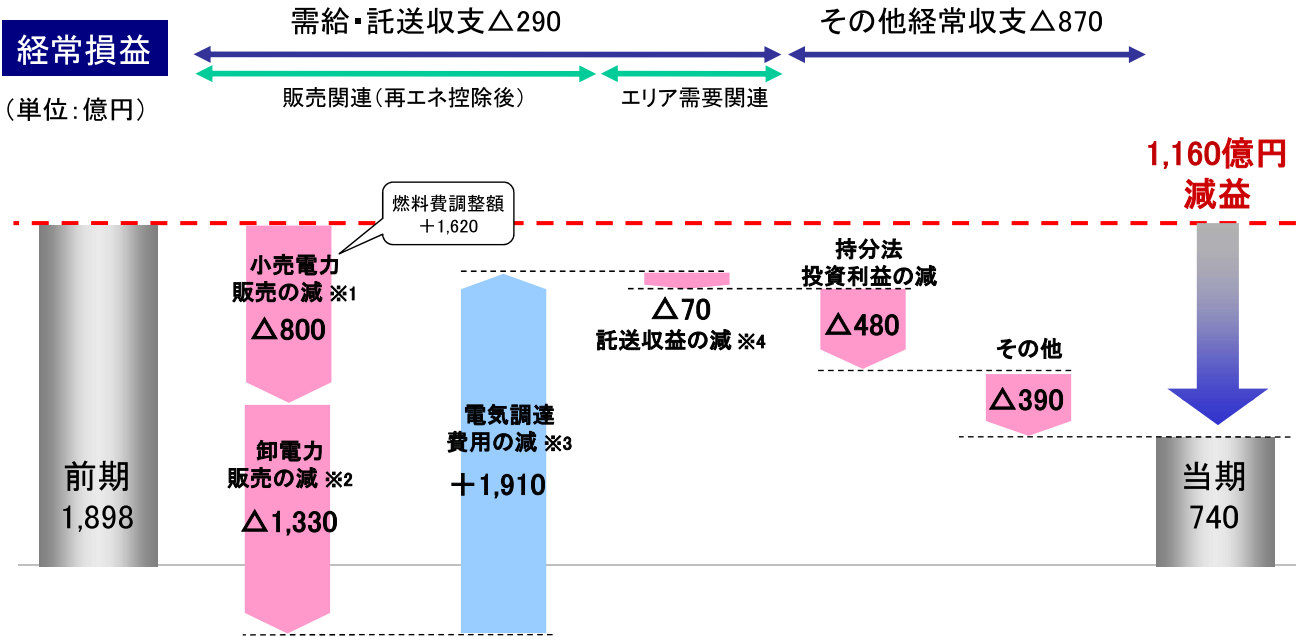 経常損益
(単位:億円)
需給・託送収支△290
その他経常収支△870
販売関連(再エネ控除後)
エリア需要関連
1,160億円
減益
燃料費調整額
＋1,620
小売電力
販売の減 ※1
△800
卸電力
販売の減 ※2
△1,330
電気調達
費用の減 ※3
＋1,910
△70
託送収益の減 ※4
持分法
投資利益の減
△480
その他
△390
前期
1,898
当期
740